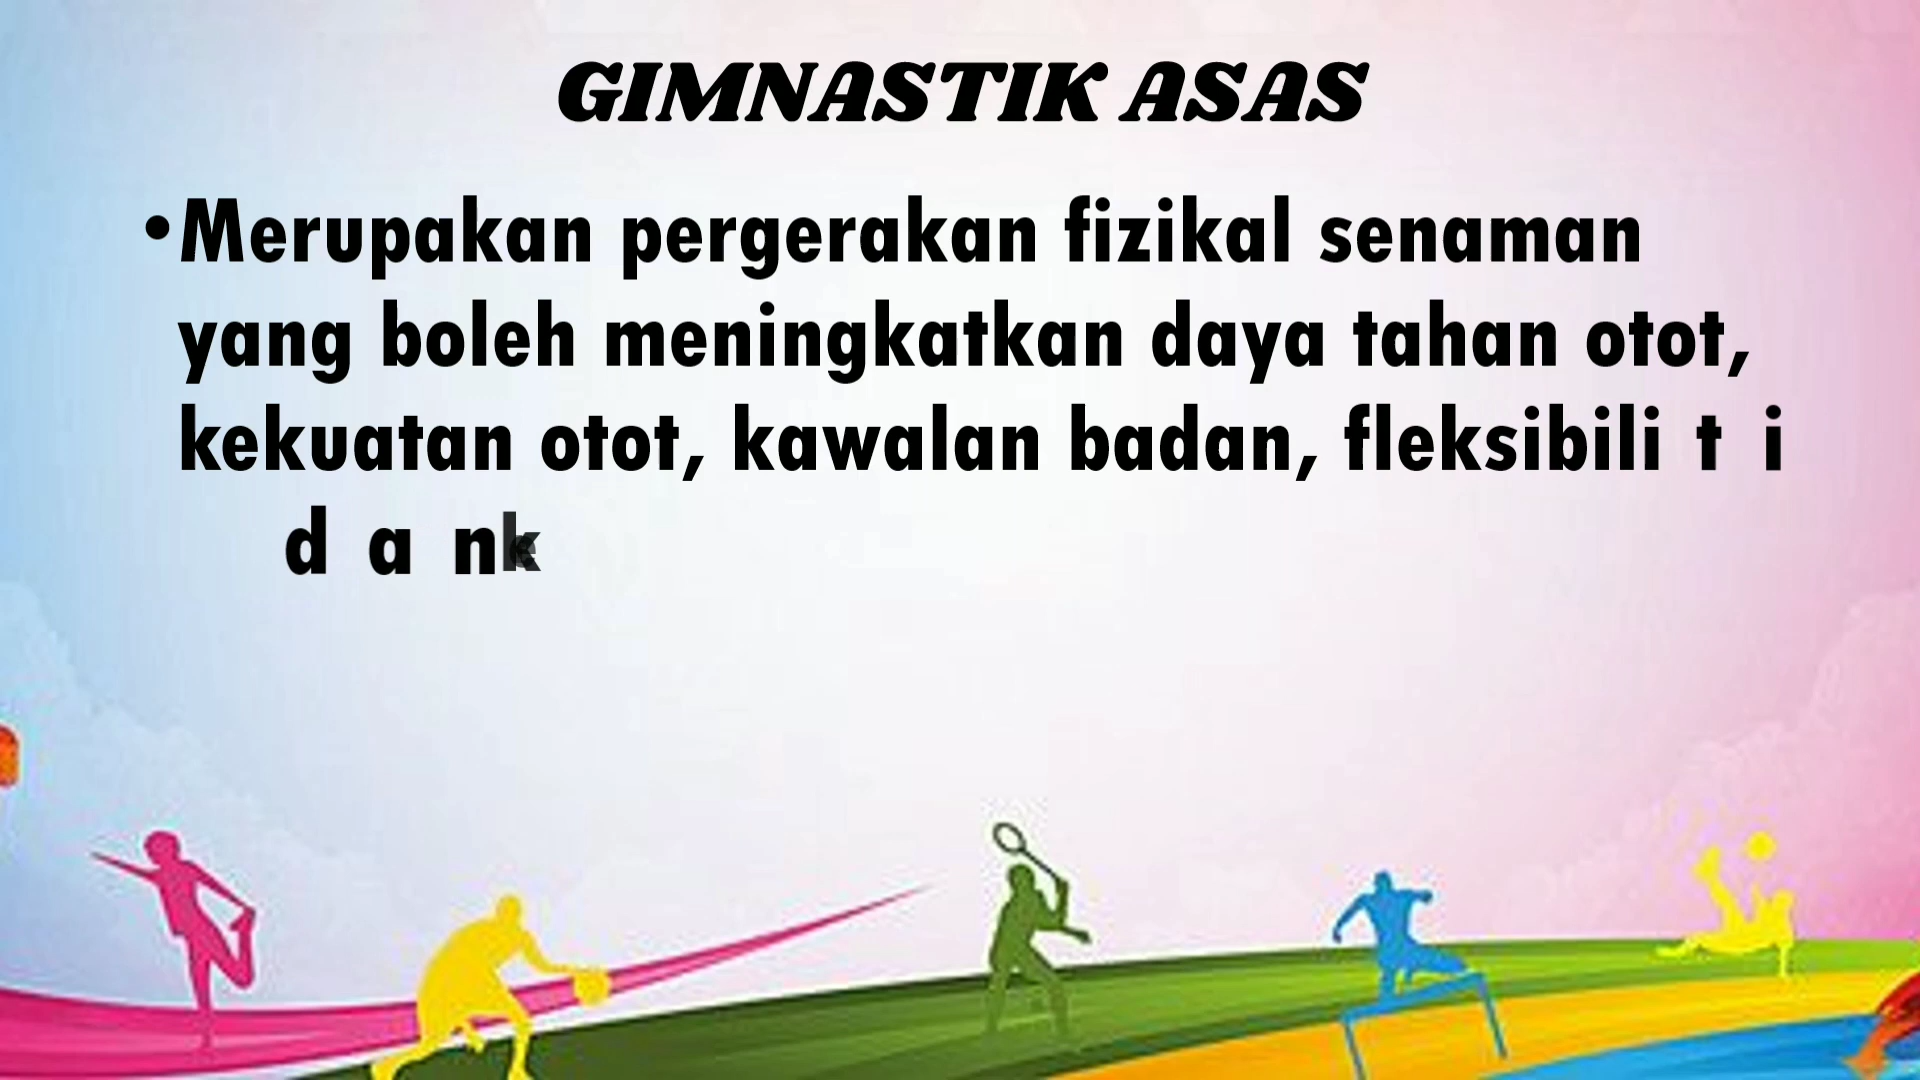 GIMNASTIK ASAS
•Merupakan pergerakan fizikal senaman
yang boleh meningkatkan daya tahan otot,
kekuatan otot, kawalan badan, fleksibili t i
d a n